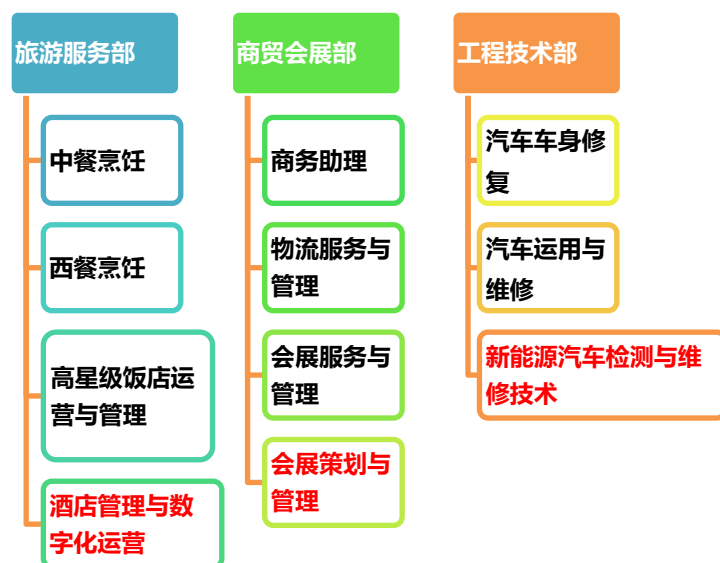 旅游服务部
中餐烹饪
西餐烹饪
高星级饭店运
营与管理
酒店管理与数
字化运营
商贸会展部
商务助理
物流服务与
管理
会展服务与
管理
会展策划与
管理
工程技术部
汽车车身修
复
汽车运用与
维修
新能源汽车检测与维
修技术